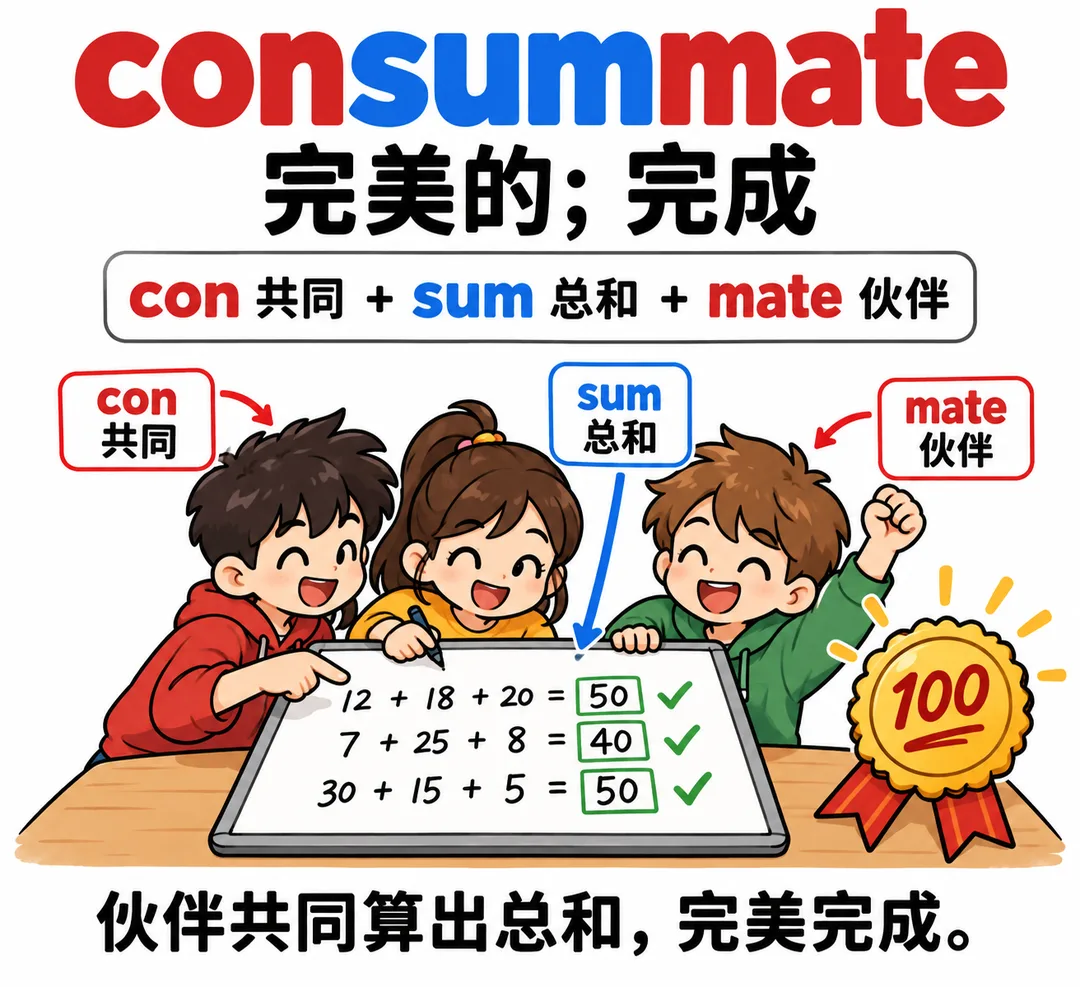 consummate
完美的；完成
con 共同 + sum 总和 + mate 伙伴
con
共同
sum
总和
mate
伙伴
12 + 18 + 20 = 50 ✓
7 + 25 + 8 = 40 ✓
30 + 15 + 5 = 50 ✓
100
伙伴共同算出总和，完美完成。